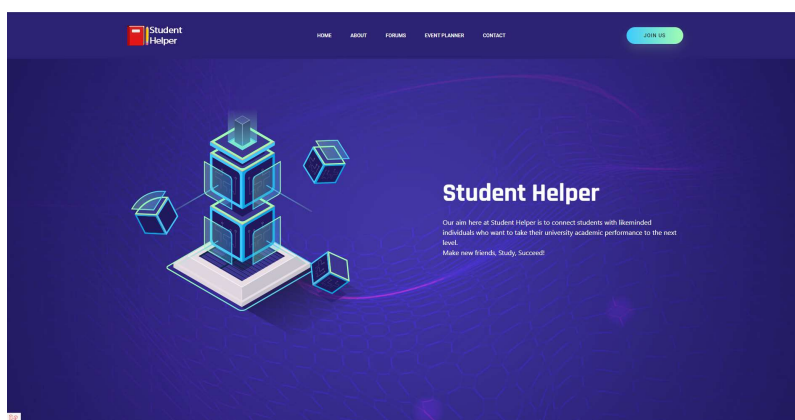 Student
Helper
HOME ABOUT FORUMS EVENT PLANNER CONTACT
JOIN US
Student Helper
Our aim here at Student Helper is to connect students with likeminded
individuals who want to take their university academic performance to the next
level.
Make new friends, Study, Succeed!